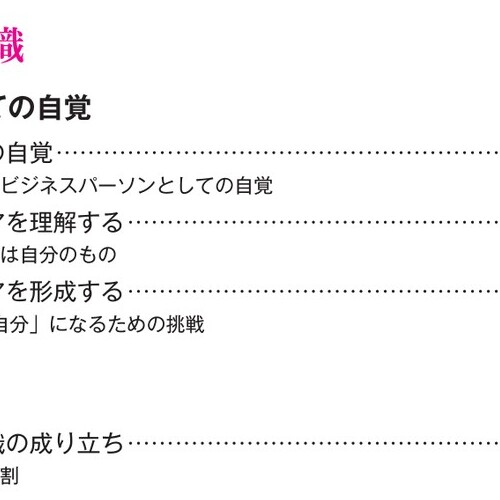 識
ての自覚
の自覚……………………………………………
ビジネスパーソンとしての自覚
アを理解する……………………………………
は自分のもの
アを形成する……………………………………
自分」になるための挑戦
織の成り立ち……………………………………
割